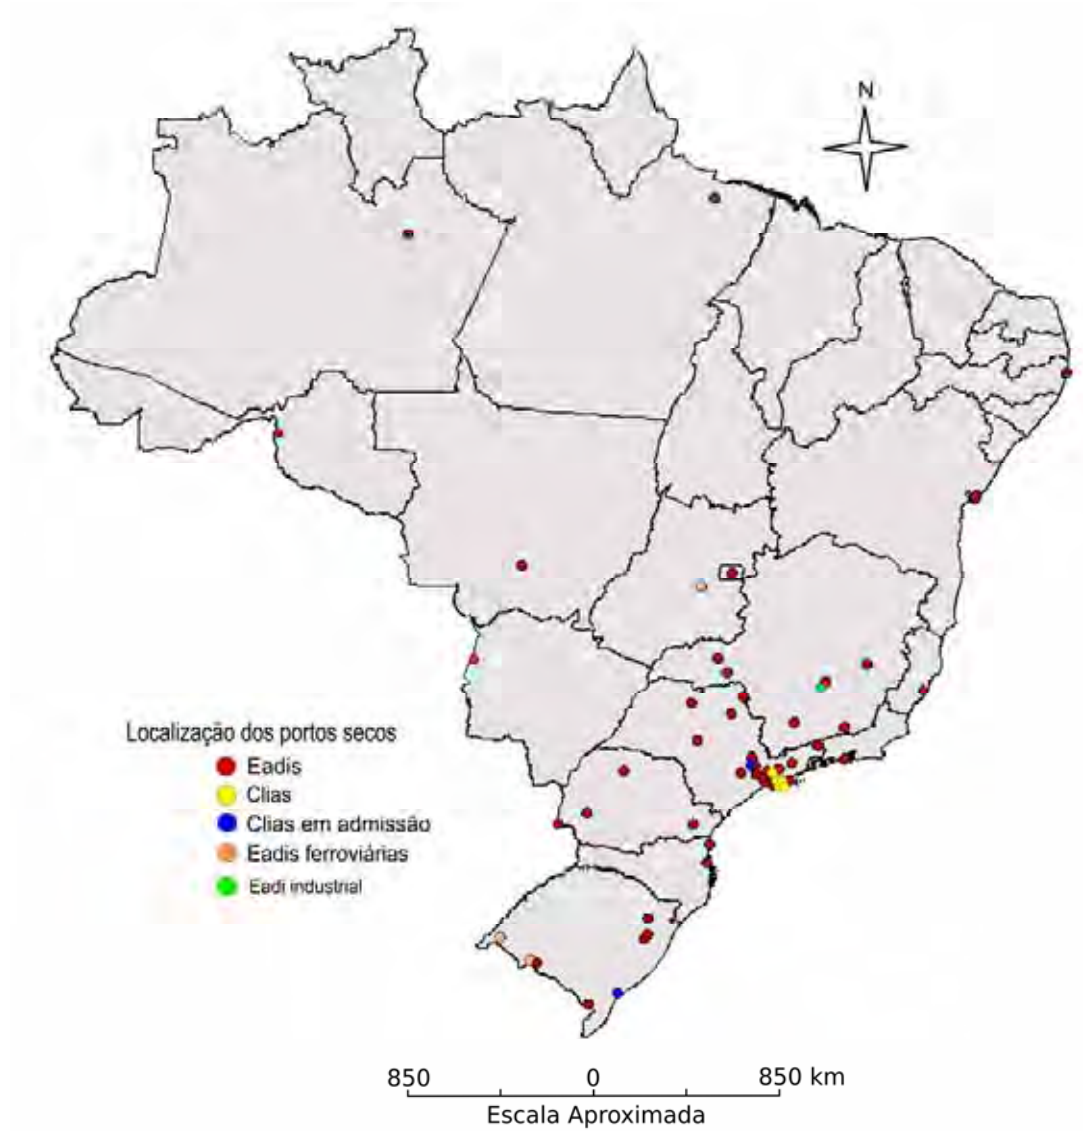 N
Localização dos portos secos
Eadis
Clias
Clias em admissão
Eadis ferroviárias
Eadi industrial
850 0 850 km
Escala Aproximada